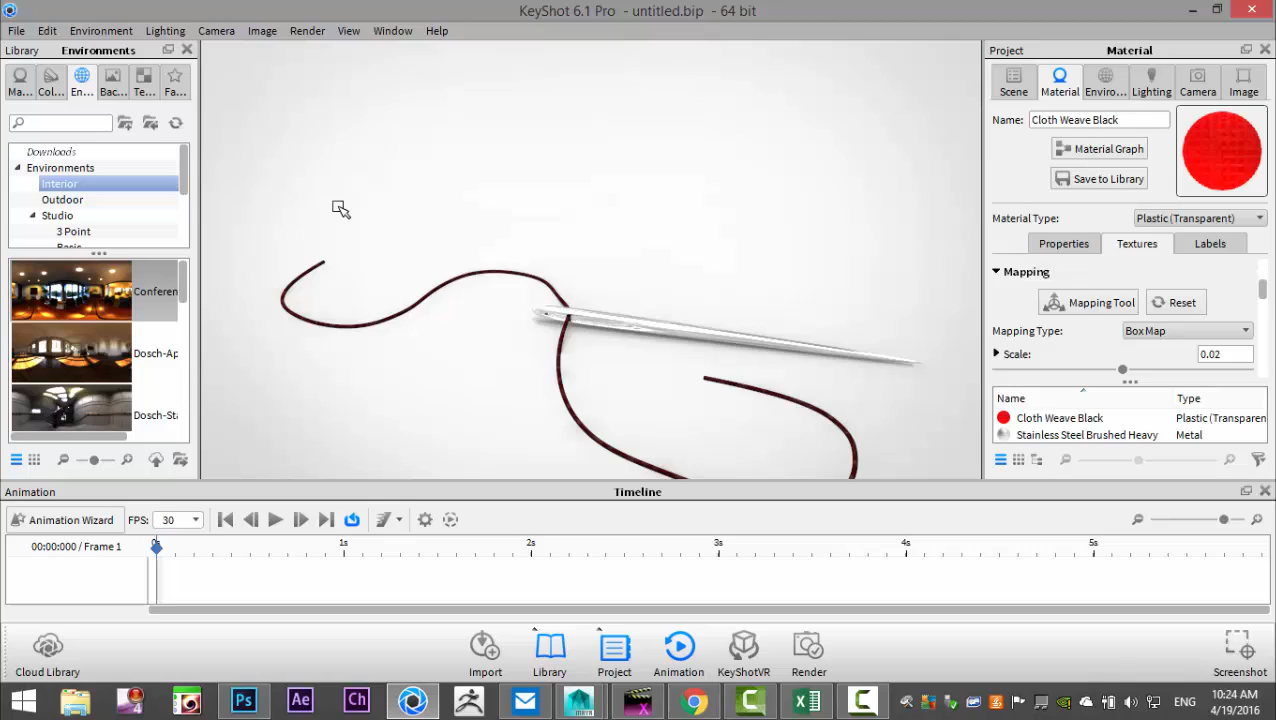 KeyShot 6.1 Pro - untitled.bip - 64 bit
File Edit Environment Lighting Camera Image Render View Window Help
Library Environments
Project Material
Ma... Col... En... Bac... Te... Fa...
Scene Material Enviro... Lighting Camera Image
Name: Cloth Weave Black
Material Graph
Save to Library
Downloads
Environments
Interior
Outdoor
Studio
3 Point
Basic
Material Type: Plastic (Transparent)
Properties Textures Labels
Mapping
Mapping Tool Reset
Mapping Type: Box Map
Scale: 0.02
Conferen
Dosch-Ap
Dosch-Sta
Name Type
Cloth Weave Black Plastic (Transparen
Stainless Steel Brushed Heavy Metal
Animation Timeline
Animation Wizard FPS: 30
00:00:000 / Frame 1
0s 1s 2s 3s 4s 5s
Cloud Library Import Library Project Animation KeyShotVR Render Screenshot
Ps Ae Ch MAYA X C X C ENG
10:24 AM
4/19/2016